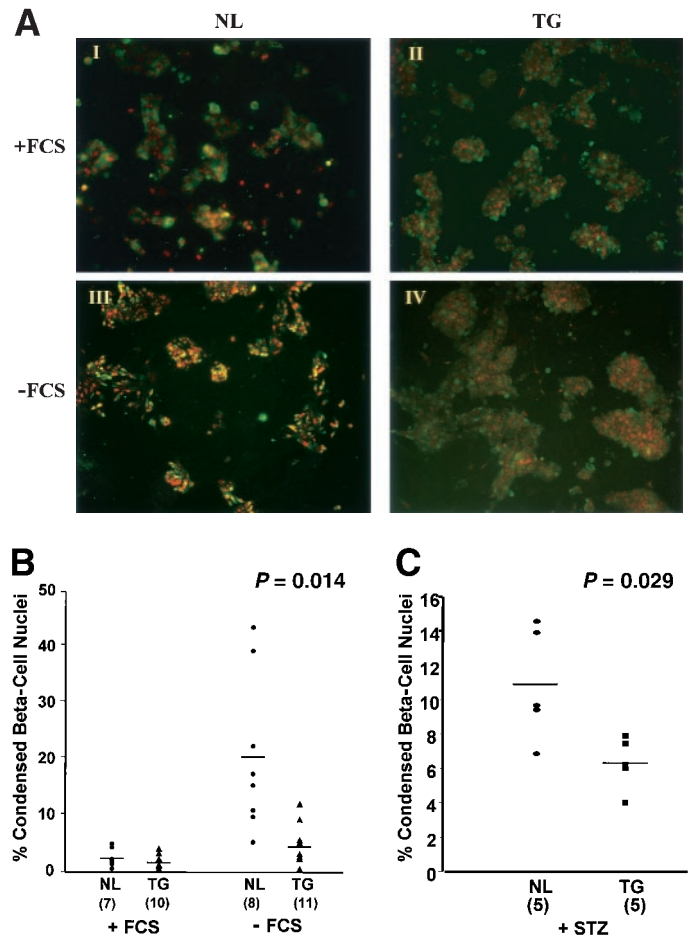 A
NL TG
I II
+FCS
III IV
-FCS
B
P = 0.014
% Condensed Beta-Cell Nuclei
50
40
30
20
10
0
NL TG NL TG
(7) (10) (8) (11)
+ FCS - FCS
C
P = 0.029
% Condensed Beta-Cell Nuclei
16
14
12
10
8
6
4
2
0
NL TG
(5) (5)
+ STZ